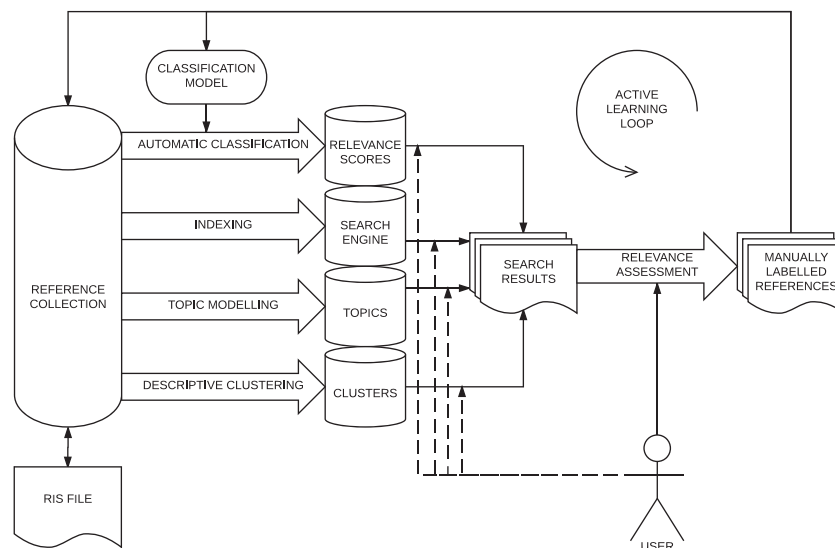 CLASSIFICATION
MODEL
ACTIVE
LEARNING
LOOP
AUTOMATIC CLASSIFICATION
RELEVANCE
SCORES
INDEXING
SEARCH
ENGINE
REFERENCE
COLLECTION
SEARCH
RESULTS
RELEVANCE
ASSESSMENT
MANUALLY
LABELLED
REFERENCES
TOPIC MODELLING
TOPICS
DESCRIPTIVE CLUSTERING
CLUSTERS
RIS FILE
USER